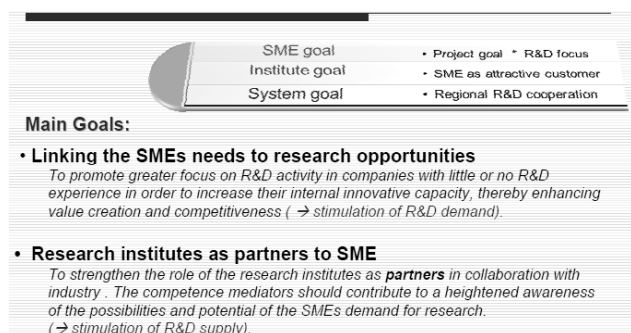 SME goal • Project goal * R&D focus
Institute goal • SME as attractive customer
System goal • Regional R&D cooperation
Main Goals:
• Linking the SMEs needs to research opportunities
To promote greater focus on R&D activity in companies with little or no R&D
experience in order to increase their internal innovative capacity, thereby enhancing
value creation and competitiveness ( → stimulation of R&D demand).
• Research institutes as partners to SME
To strengthen the role of the research institutes as partners in collaboration with
industry . The competence mediators should contribute to a heightened awareness
of the possibilities and potential of the SMEs demand for research.
(→ stimulation of R&D supply).